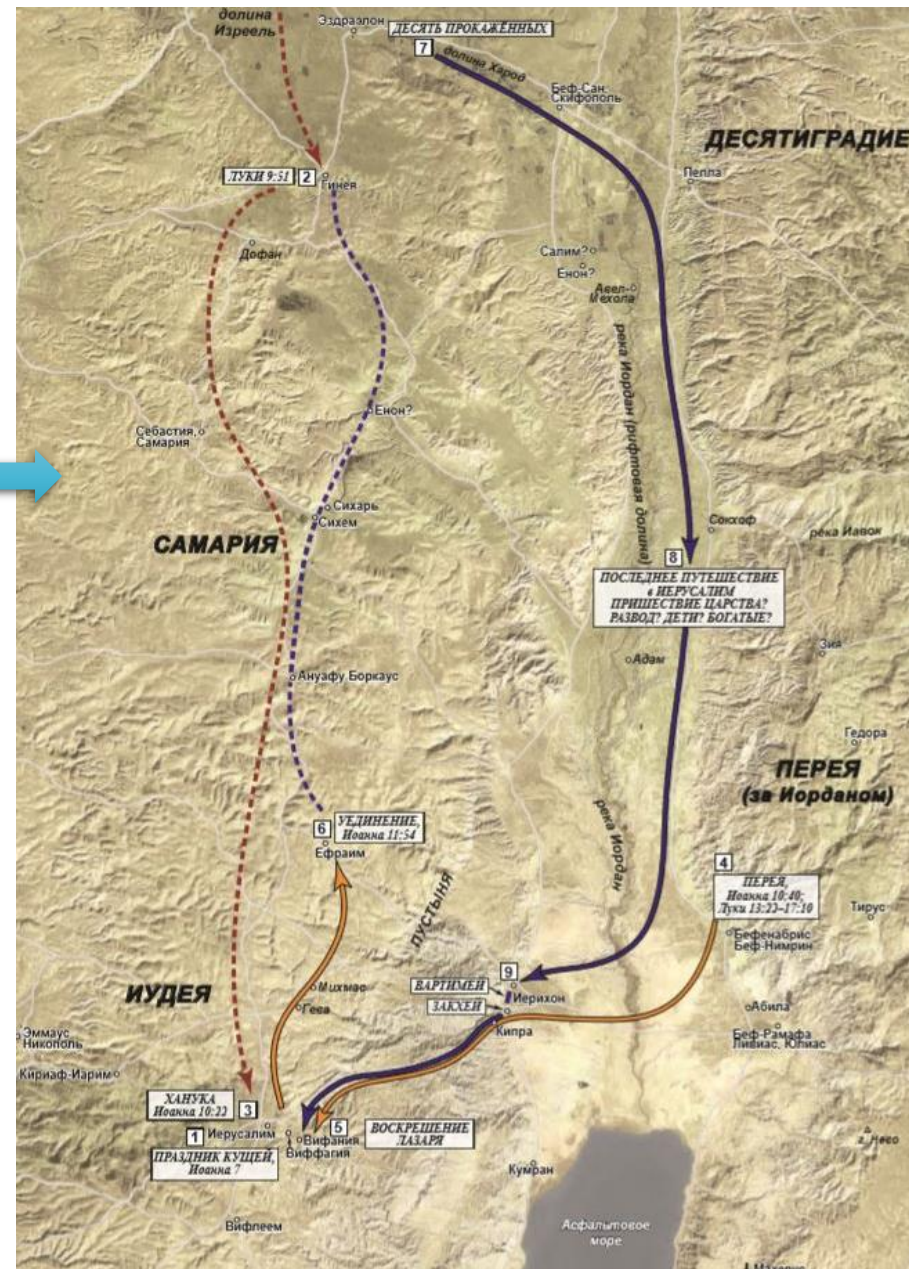 долина
Изреель
Эздраэлон
ДЕСЯТЬ ПРОКАЖЁННЫХ
7
долина Харод
Беф-Сан,
Скифополь
ДЕСЯТИГРАДИЕ
Пелла
ЛУКИ 9:51
2
Гинея
Дофан
Салим?
Енон?
Авел-
Мехола
река Иордан (рифтовая долина)
Енон?
Себастия,
Самария
Сихарь
Сихем
САМАРИЯ
Сокхоф
река Иавок
8
ПОСЛЕДНЕЕ ПУТЕШЕСТВИЕ
в ИЕРУСАЛИМ
ПРИШЕСТВИЕ ЦАРСТВА?
РАЗВОД? ДЕТИ? БОГАТЫЕ?
Адам
Зия
Ануафу Боркаус
Гедора
ПЕРЕЯ
(за Иорданом)
6
УЕДИНЕНИЕ,
Иоанна 11:54
Ефраим
река Иордан
4
ПЕРЕЯ,
Иоанна 10:40;
Луки 13:22–17:10
Тирус
ПУСТЫНЯ
Бефенабрис
Беф-Нимрин
9
ВАРТИМЕЙ
Иерихон
ЗАКХЕЙ
Кипра
ИУДЕЯ
Михмас
Гева
Абила
Беф-Рамафа
Ливиас, Юлиас
Эммаус
Никополь
Кириаф-Иарим
ХАНУКА
Иоанна 10:22
3
1
Иерусалим
ПРАЗДНИК КУЩЕЙ,
Иоанна 7
5
Вифания
Виффагия
ВОСКРЕШЕНИЕ
ЛАЗАРЯ
г. Нево
Кумран
Вифлеем
Асфальтовое
море